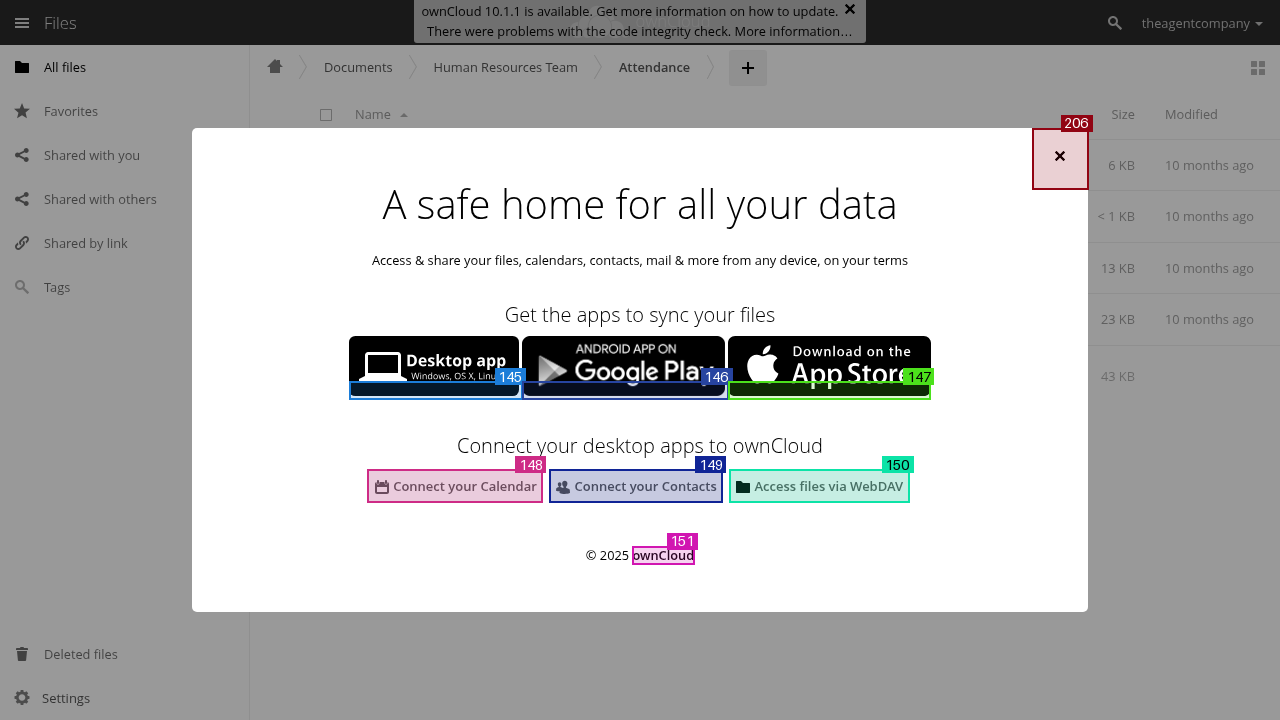 Files
ownCloud 10.1.1 is available. Get more information on how to update.
There were problems with the code integrity check. More information…
theagentcompany
All files
Favorites
Shared with you
Shared with others
Shared by link
Tags
Deleted files
Settings
Documents
Human Resources Team
Attendance
Name
Size
Modified
6 KB
10 months ago
< 1 KB
10 months ago
13 KB
10 months ago
23 KB
10 months ago
43 KB
206
A safe home for all your data
Access & share your files, calendars, contacts, mail & more from any device, on your terms
Get the apps to sync your files
Desktop app
Windows, OS X, Linu
145
ANDROID APP ON
Google Play
146
Download on the
App Store
147
Connect your desktop apps to ownCloud
148
Connect your Calendar
149
Connect your Contacts
150
Access files via WebDAV
151
© 2025 ownCloud